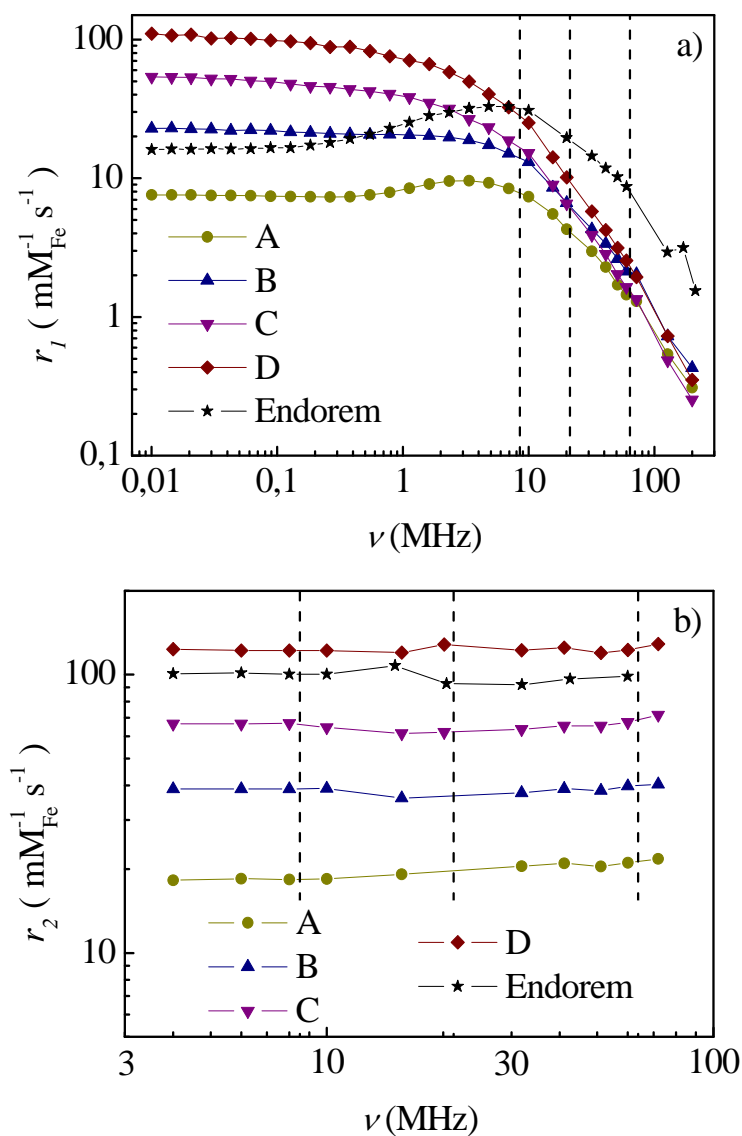 a)
100
10
1
0,1
r₁ ( mM⁻¹Fe s⁻¹ )
A
B
C
D
Endorem
0,01 0,1 1 10 100
ν (MHz)
b)
100
10
r₂ ( mM⁻¹Fe s⁻¹ )
A D
B Endorem
C
3 10 30 100
ν (MHz)